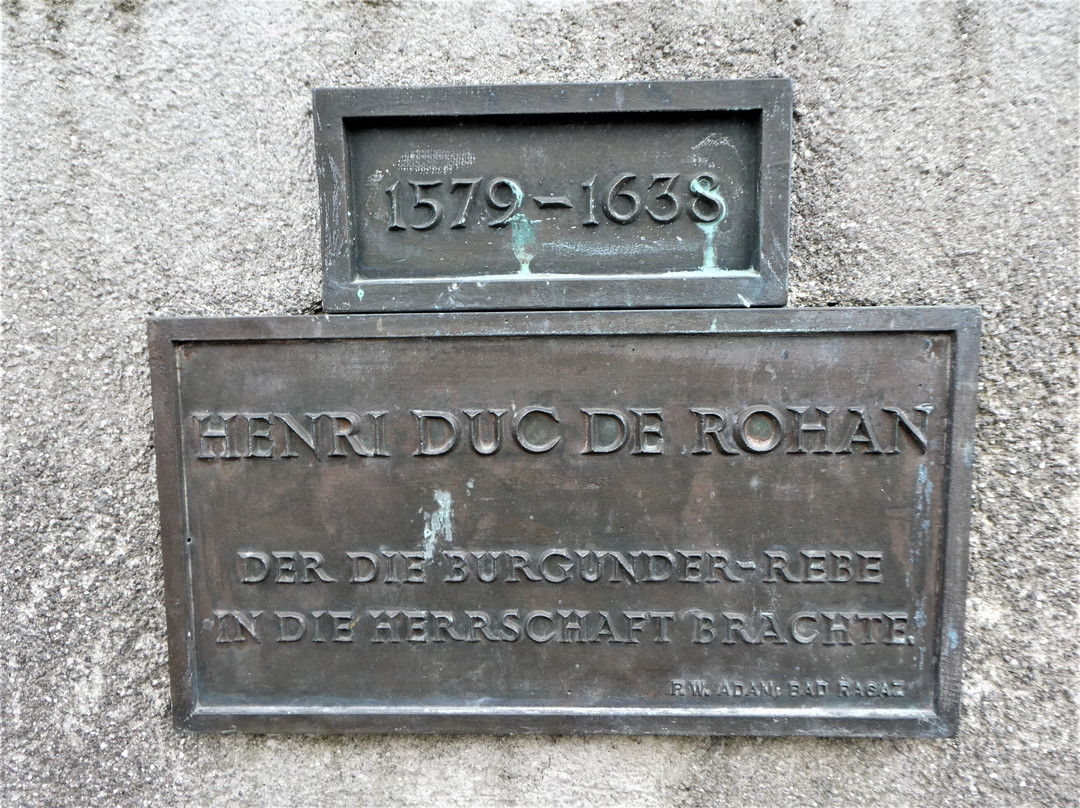 1579-1638
HENRI DUC DE ROHAN
DER DIE BURGUNDER-REBE
IN DIE HERRSCHAFT BRACHTE.
P.W. ADAM: BAD RAGAZ